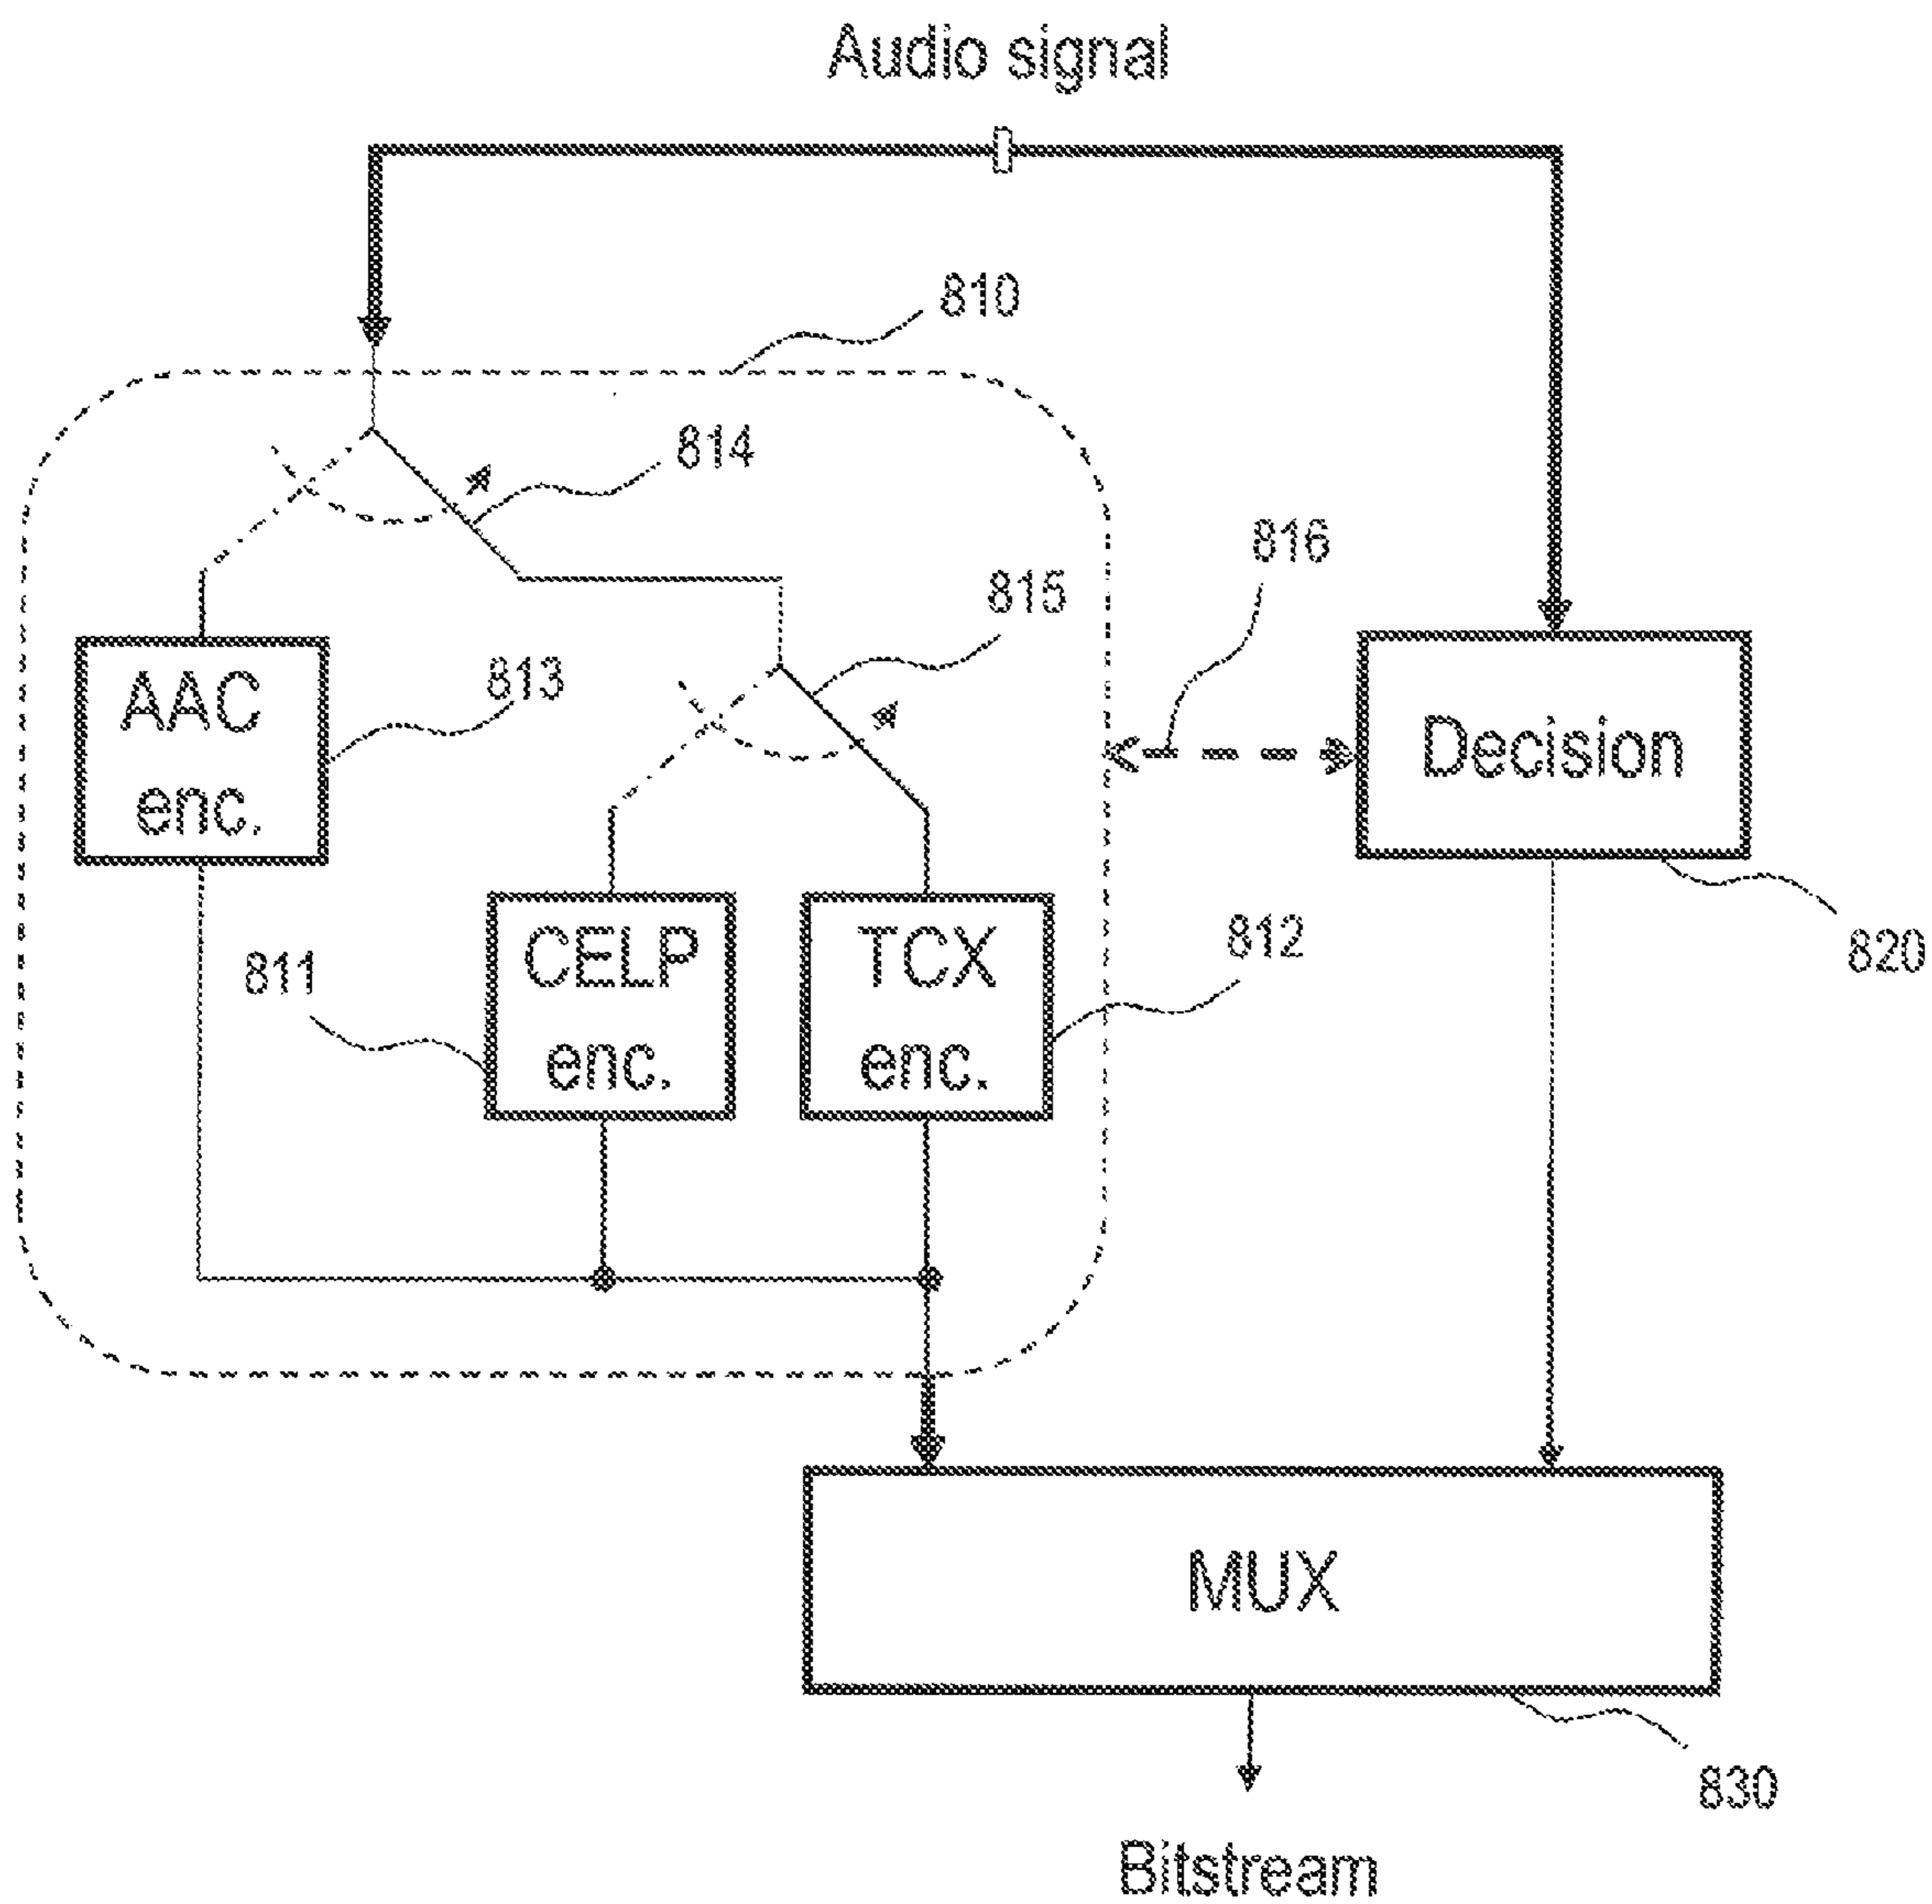 Audio signal
810
814
816
815
AAC
enc.
813
Decision
CELP
enc.
TCX
enc.
811
812
820
MUX
830
Bitstream